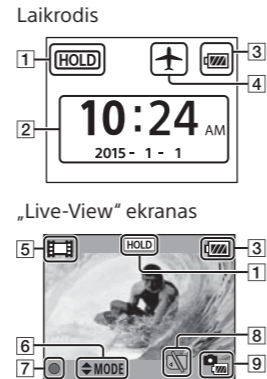 Laikrodis
1 HOLD 3
4
2 10:24 AM
2015- 1 - 1
„Live-View“ ekranas
5 HOLD 3
1
6 8
7 MODE 9